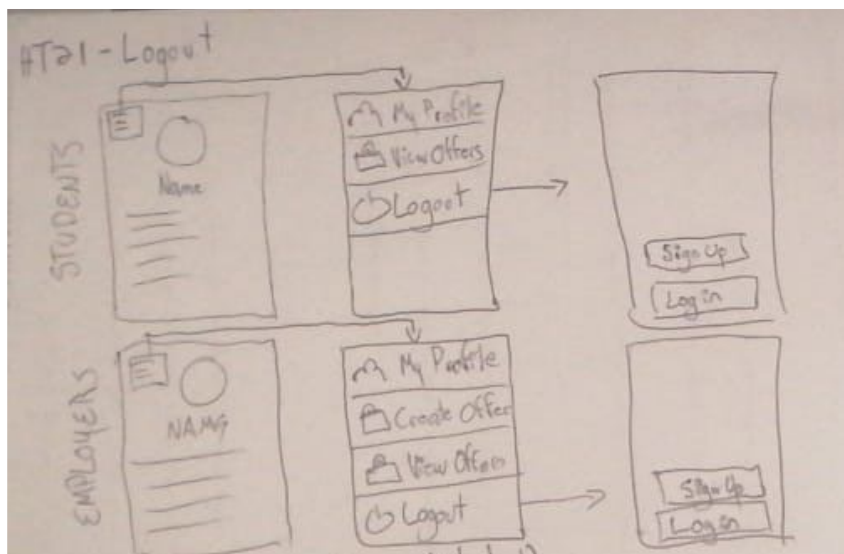 HT21 - Logout
STUDENTS
Name
My Profile
View Offers
Logout
Sign Up
Log in
EMPLOYERS
NAME
My Profile
Create Offer
View Offers
Logout
Sign Up
Log in